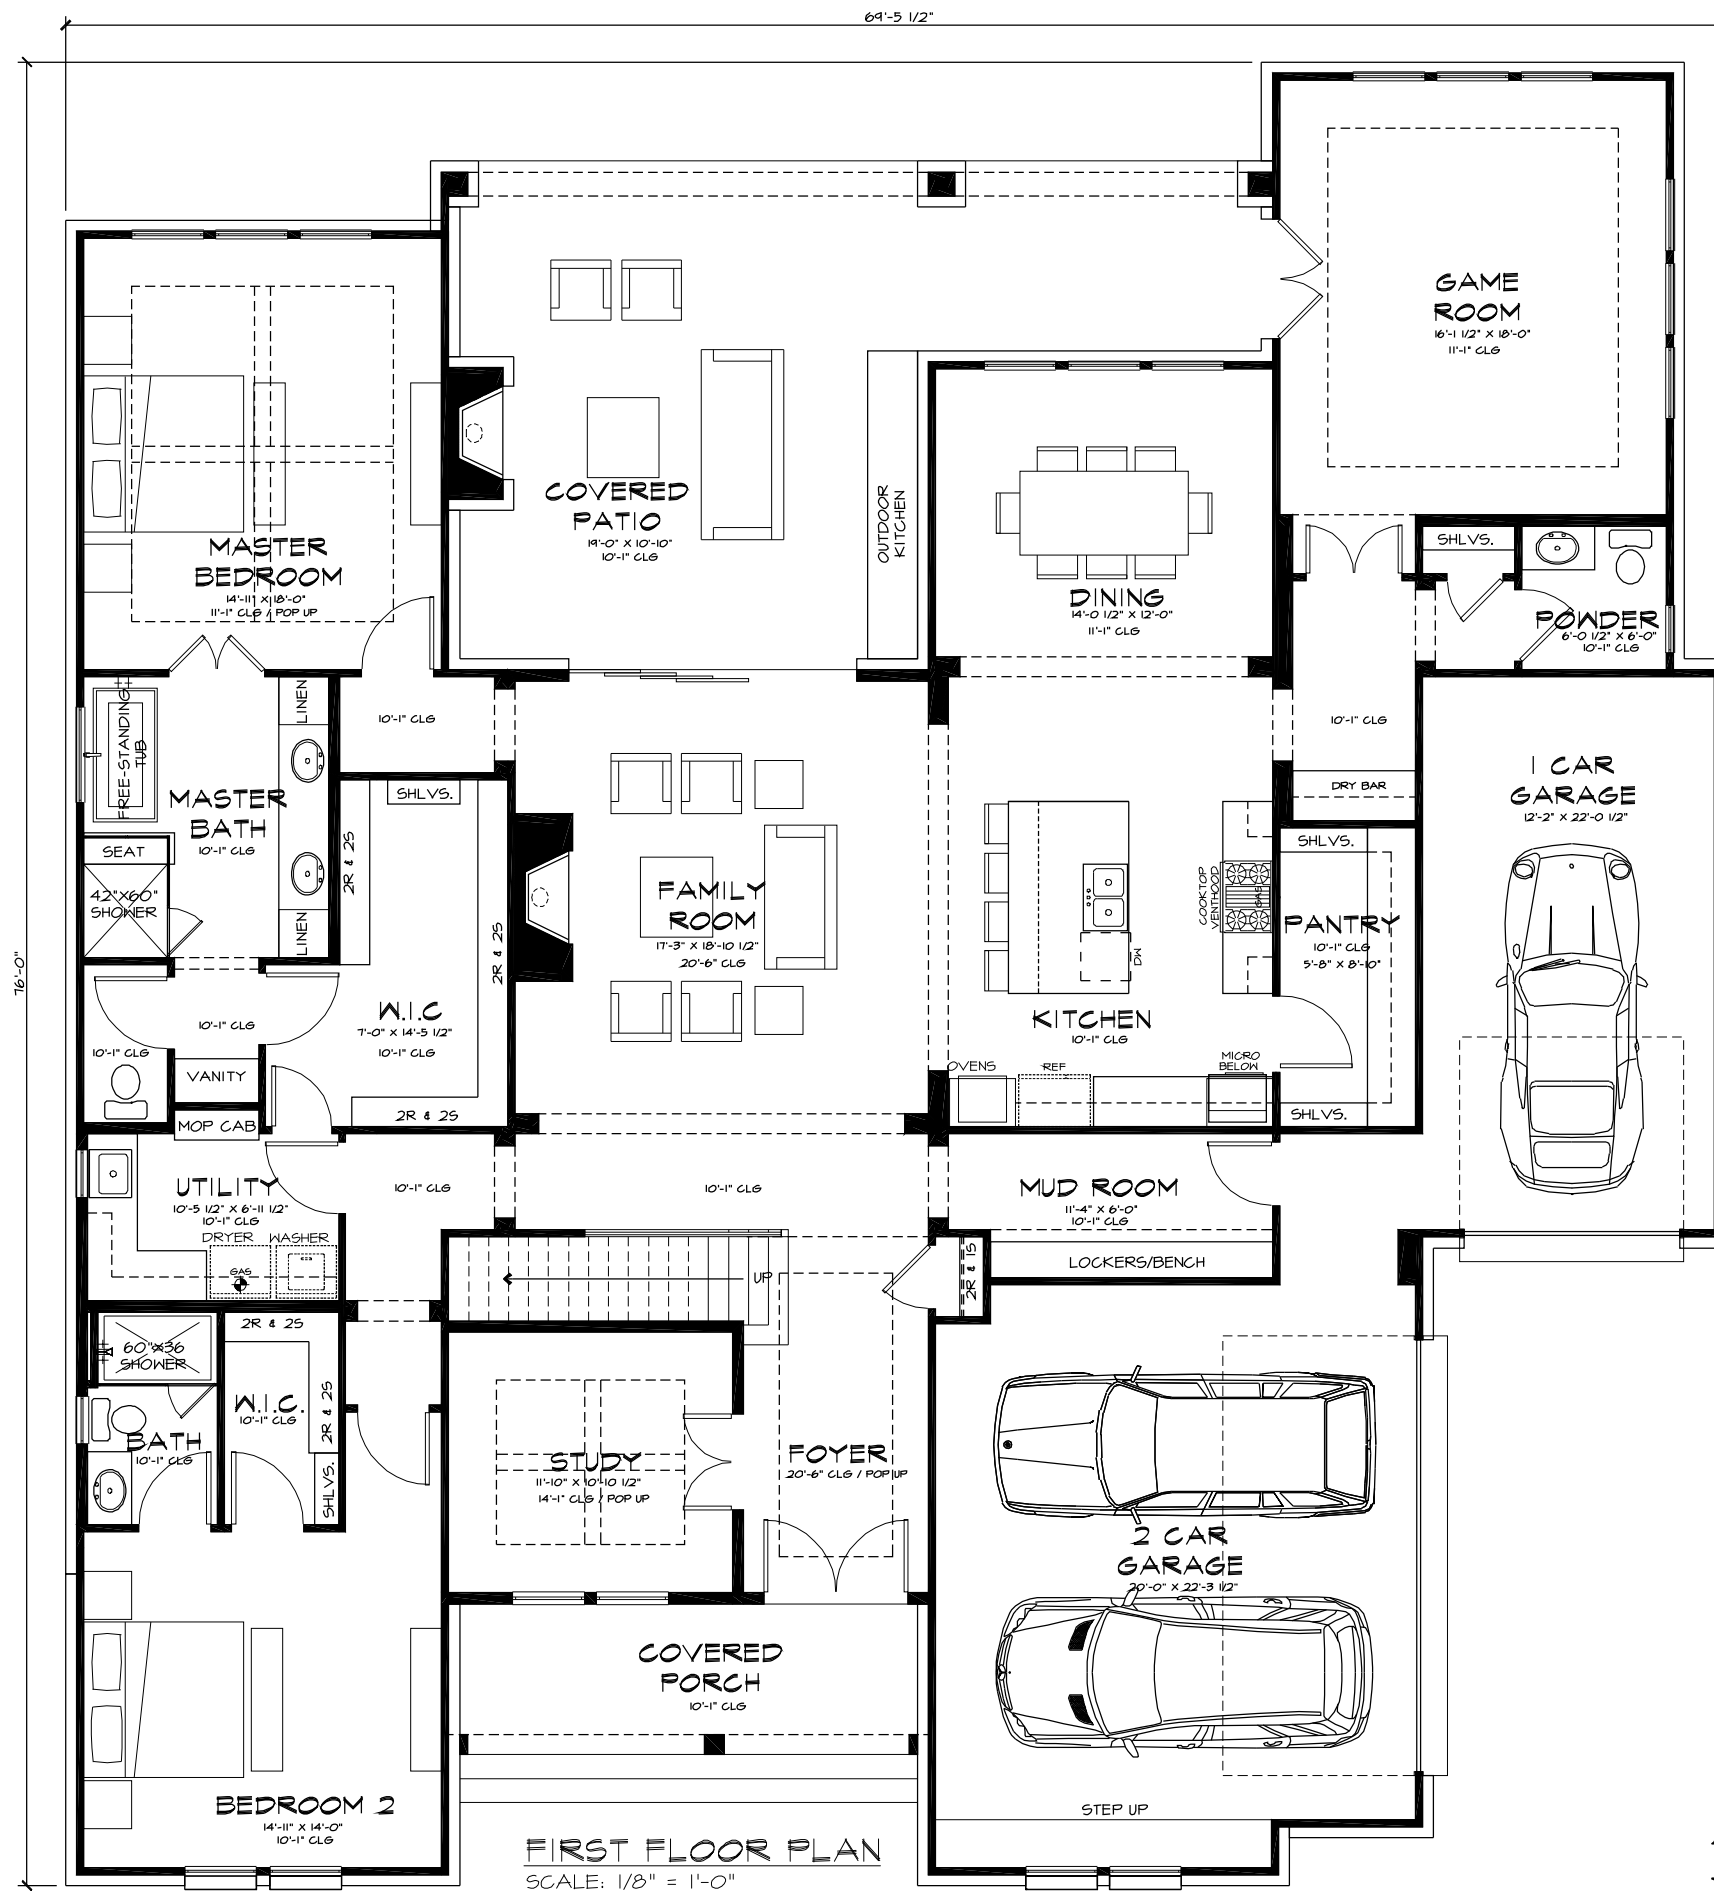 69'-5 1/2"
76'-0"
GAME
ROOM
16'-1 1/2" X 18'-0"
11'-1" CLG
COVERED
PATIO
19'-0" X 10'-10"
10'-1" CLG
OUTDOOR
KITCHEN
MASTER
BEDROOM
14'-11" X 18'-0"
11'-1" CLG / POP UP
DINING
14'-0 1/2" X 12'-0"
11'-1" CLG
SHLVS.
POWDER
6'-0 1/2" X 6'-0"
10'-1" CLG
LINEN
FREE-STANDING
TUB
10'-1" CLG
10'-1" CLG
MASTER
BATH
10'-1" CLG
SHLVS.
2R & 2S
2R & 2S
DRY BAR
1 CAR
GARAGE
12'-2" X 22'-0 1/2"
SEAT
42"X60"
SHOWER
LINEN
FAMILY
ROOM
17'-3" X 18'-10 1/2"
20'-6" CLG
COOKTOP
VENTHOOD
GAS
DW
SHLVS.
PANTRY
10'-1" CLG
5'-8" X 8'-10"
W.I.C
7'-0" X 14'-5 1/2"
10'-1" CLG
10'-1" CLG
10'-1" CLG
KITCHEN
10'-1" CLG
VANITY
OVENS
REF
MICRO
BELOW
2R & 2S
SHLVS.
MOP CAB
UTILITY
10'-5 1/2" X 6'-11 1/2"
10'-1" CLG
10'-1" CLG
10'-1" CLG
MUD ROOM
11'-4" X 6'-0"
10'-1" CLG
DRYER
WASHER
GAS
UP
2R & 1S
LOCKERS/BENCH
2R & 2S
60"X36
SHOWER
W.I.C.
10'-1" CLG
2R & 2S
BATH
10'-1" CLG
SHLVS.
STUDY
11'-10" X 10'-10 1/2"
14'-1" CLG / POP UP
FOYER
20'-6" CLG / POP UP
2 CAR
GARAGE
20'-0" X 22'-3 1/2"
COVERED
PORCH
10'-1" CLG
BEDROOM 2
14'-11" X 14'-0"
10'-1" CLG
STEP UP
FIRST FLOOR PLAN
SCALE: 1/8" = 1'-0"